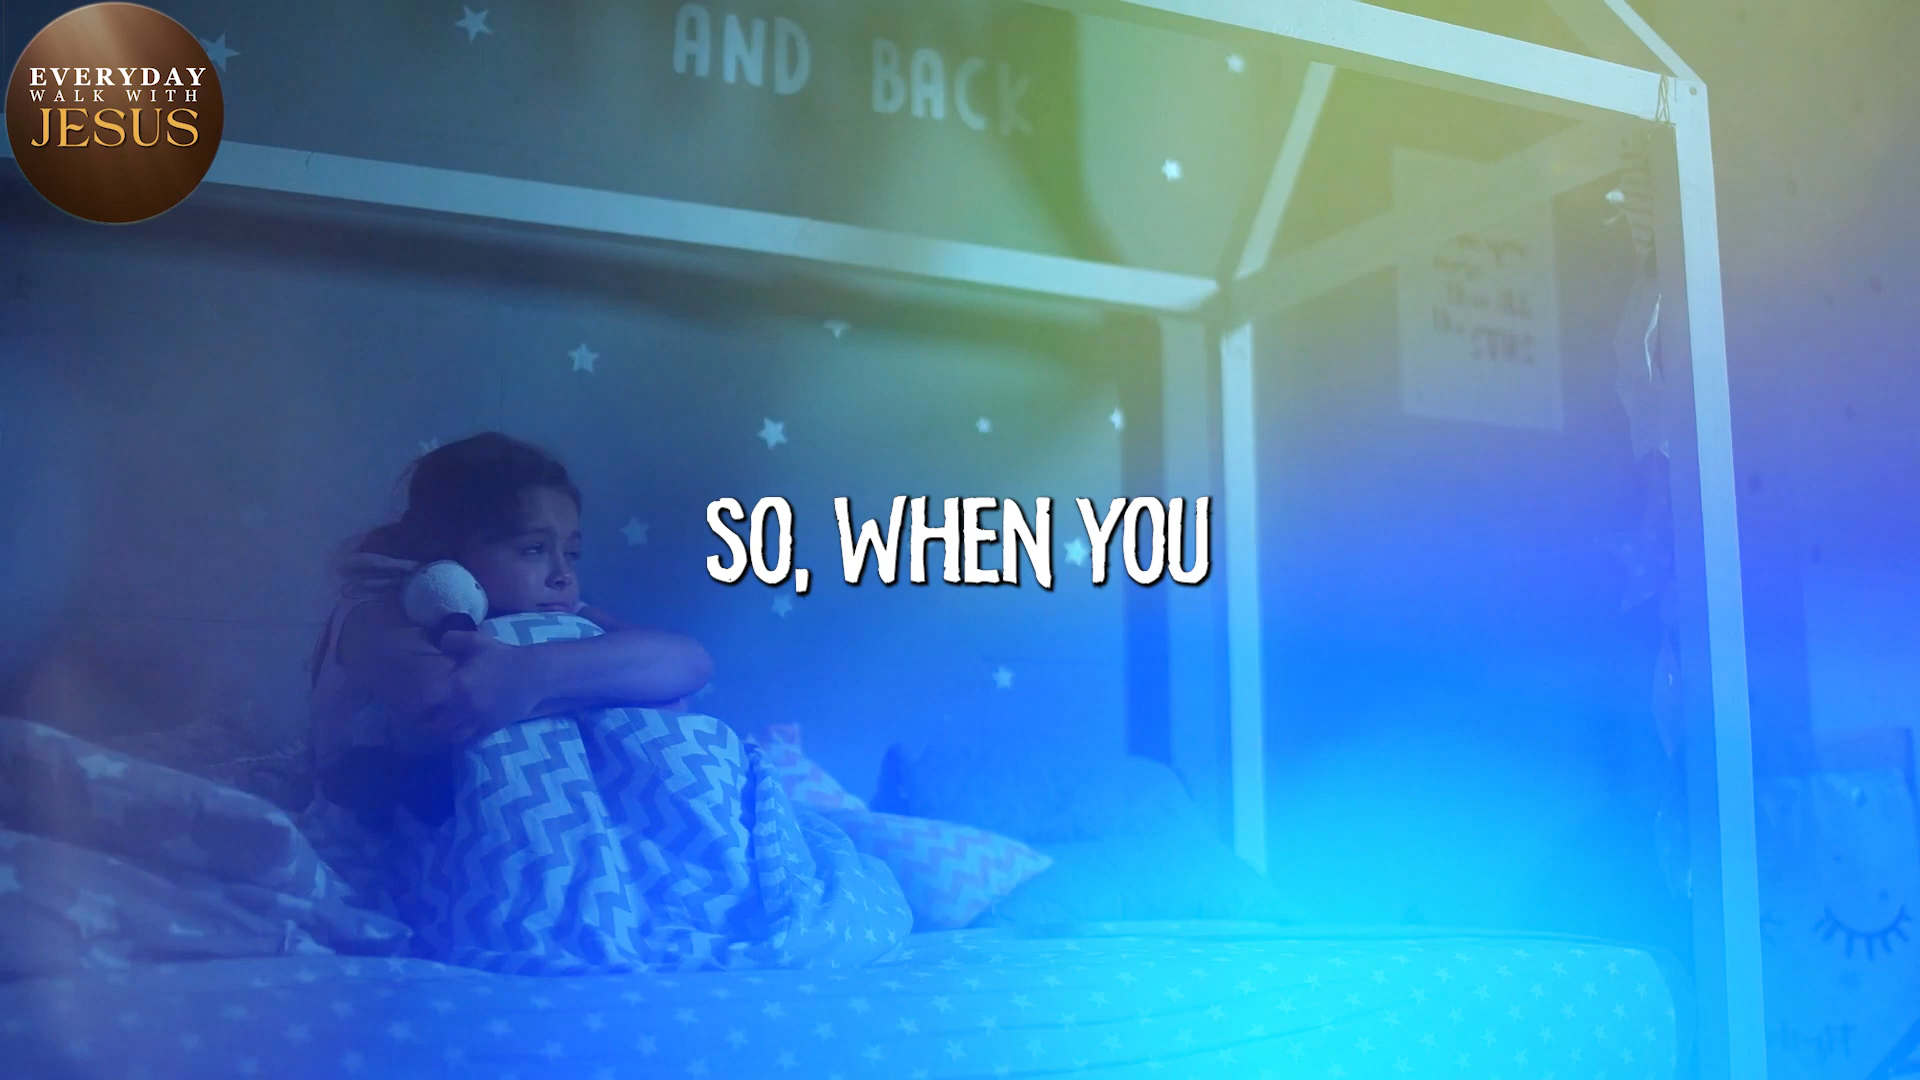 EVERYDAY
WALK WITH
JESUS
AND BACK
SO, WHEN YOU